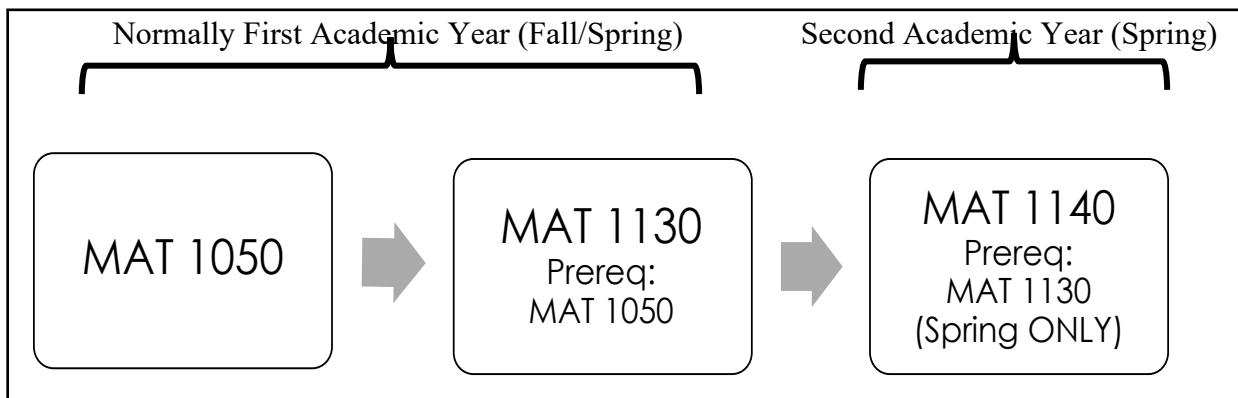 Normally First Academic Year (Fall/Spring)
Second Academic Year (Spring)
MAT 1050
MAT 1130
Prereq:
MAT 1050
MAT 1140
Prereq:
MAT 1130
(Spring ONLY)